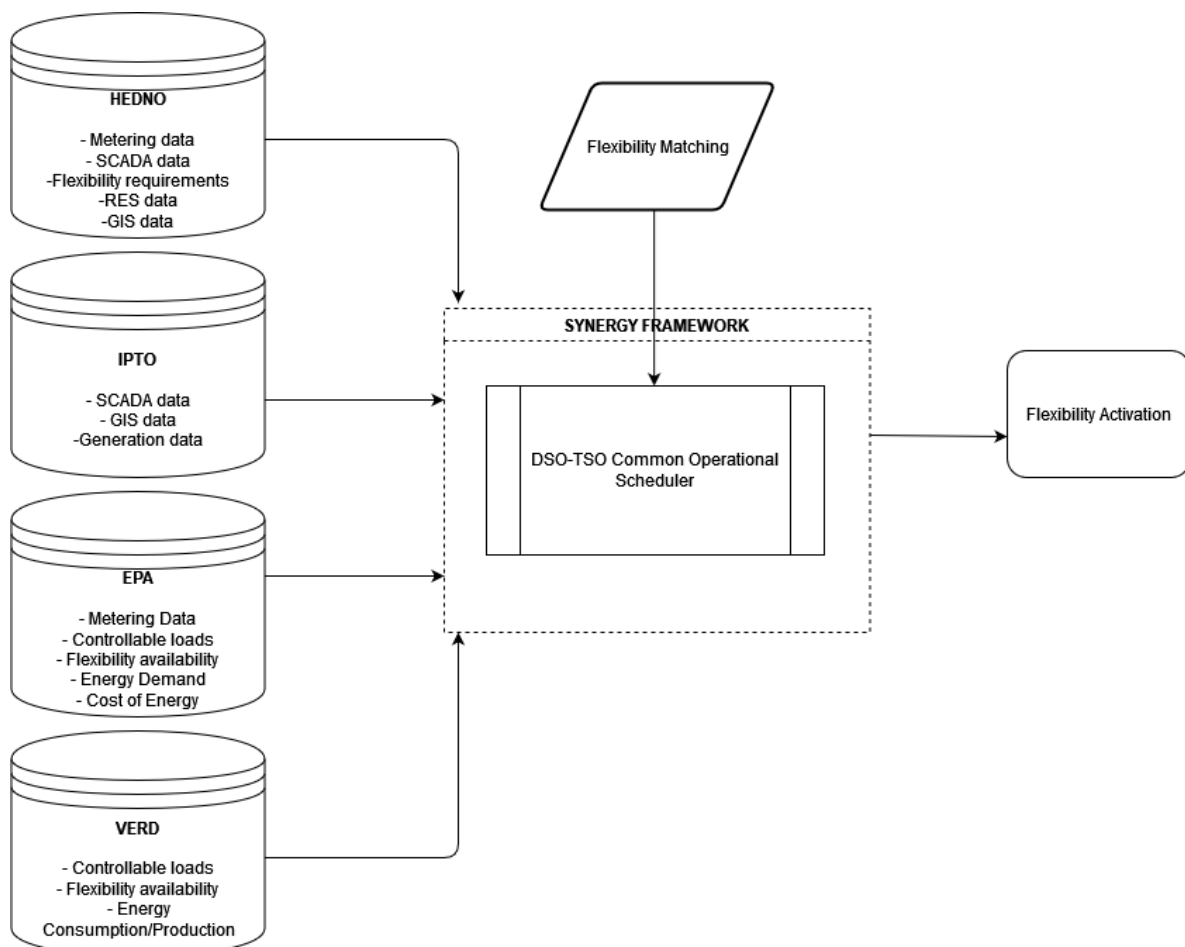 HEDNO
- Metering data
- SCADA data
-Flexibility requirements
-RES data
-GIS data
IPTO
- SCADA data
- GIS data
-Generation data
EPA
- Metering Data
- Controllable loads
- Flexibility availability
- Energy Demand
- Cost of Energy
VERD
- Controllable loads
- Flexibility availability
- Energy
Consumption/Production
Flexibility Matching
SYNERGY FRAMEWORK
DSO-TSO Common Operational
Scheduler
Flexibility Activation